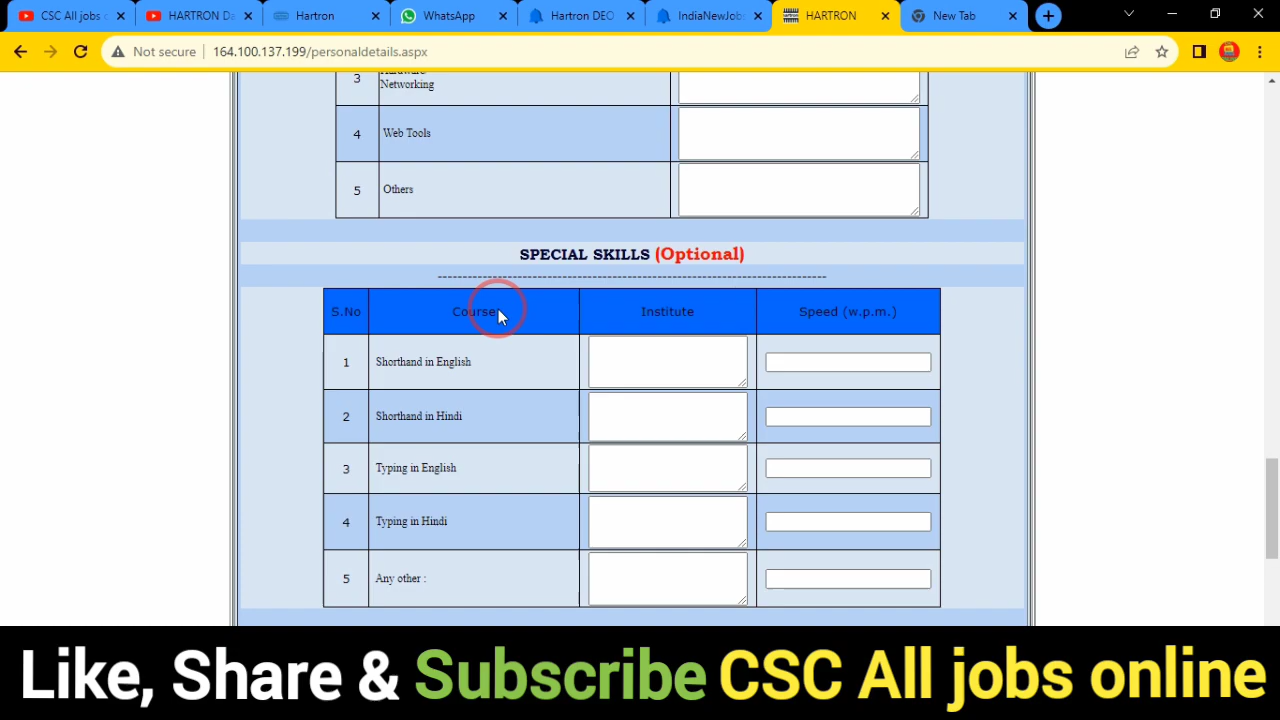 CSC All jobs o
HARTRON Da
Hartron
WhatsApp
Hartron DEO
IndiaNewJobs
HARTRON
New Tab
Not secure 164.100.137.199/personaldetails.aspx
3 Networking
4 Web Tools
5 Others
SPECIAL SKILLS (Optional)
S.No Course Institute Speed (w.p.m.)
1 Shorthand in English
2 Shorthand in Hindi
3 Typing in English
4 Typing in Hindi
5 Any other :
Like, Share & Subscribe CSC All jobs online